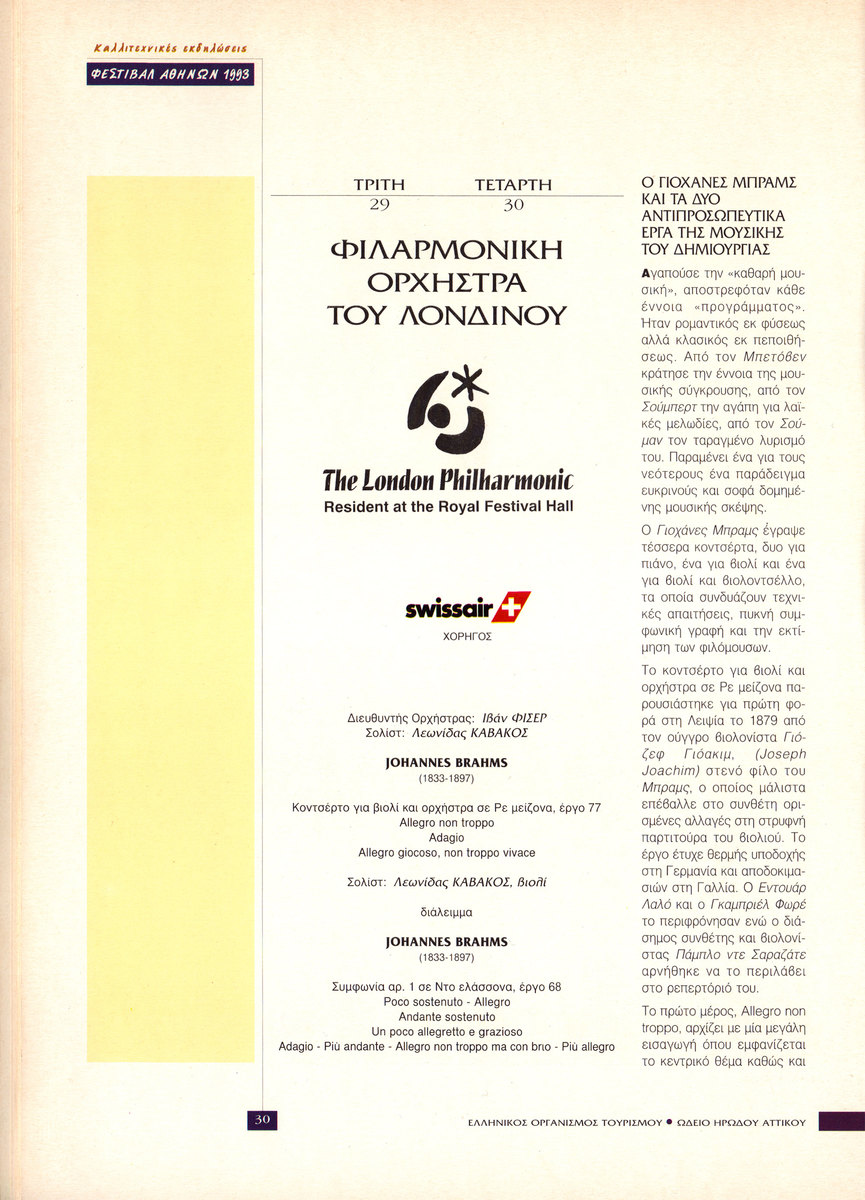 Καλλιτεχνικές εκδηλώσεις
ΦΕΣΤΙΒΑΛ ΑΘΗΝΩΝ 1993
ΤΡΙΤΗ ΤΕΤΑΡΤΗ
29 30
ΦΙΛΑΡΜΟΝΙΚΗ
ΟΡΧΗΣΤΡΑ
ΤΟΥ ΛΟΝΔΙΝΟΥ
The London Philharmonic
Resident at the Royal Festival Hall
swissair
ΧΟΡΗΓΟΣ
Διευθυντής Ορχήστρας: Ιβάν ΦΙΣΕΡ
Σολίστ: Λεωνίδας ΚΑΒΑΚΟΣ
JOHANNES BRAHMS
(1833-1897)
Κοντσέρτο για βιολί και ορχήστρα σε Ρε μείζονα, έργο 77
Allegro non troppo
Adagio
Allegro giocoso, non troppo vivace
Σολίστ: Λεωνίδας ΚΑΒΑΚΟΣ, βιολί
διάλειμμα
JOHANNES BRAHMS
(1833-1897)
Συμφωνία αρ. 1 σε Ντο ελάσσονα, έργο 68
Poco sostenuto - Allegro
Andante sostenuto
Un poco allegretto e grazioso
Adagio - Più andante - Allegro non troppo ma con brio - Più allegro
Ο ΓΙΟΧΑΝΕΣ ΜΠΡΑΜΣ
ΚΑΙ ΤΑ ΔΥΟ
ΑΝΤΙΠΡΟΣΩΠΕΥΤΙΚΑ
ΕΡΓΑ ΤΗΣ ΜΟΥΣΙΚΗΣ
ΤΟΥ ΔΗΜΙΟΥΡΓΙΑΣ
Αγαπούσε την «καθαρή μου-
σική», αποστρεφόταν κάθε
έννοια «προγράμματος».
Ήταν ρομαντικός εκ φύσεως
αλλά κλασικός εκ πεποιθή-
σεως. Από τον Μπετόβεν
κράτησε την έννοια της μου-
σικής σύγκρουσης, από τον
Σούμπερτ την αγάπη για λαϊ-
κές μελωδίες, από τον Σού-
μαν τον ταραγμένο λυρισμό
του. Παραμένει ένα για τους
νεότερους ένα παράδειγμα
ευκρινούς και σοφά δομημέ-
νης μουσικής σκέψης.
Ο Γιοχάνες Μπραμς έγραψε
τέσσερα κοντσέρτα, δυο για
πιάνο, ένα για βιολί και ένα
για βιολί και βιολοντσέλλο,
τα οποία συνδυάζουν τεχνι-
κές απαιτήσεις, πυκνή συμ-
φωνική γραφή και την εκτί-
μηση των φιλόμουσων.
Το κοντσέρτο για βιολί και
ορχήστρα σε Ρε μείζονα πα-
ρουσιάστηκε για πρώτη φο-
ρά στη Λειψία το 1879 από
τον ούγγρο βιολονίστα Γιό-
ζεφ Γιόακιμ, (Joseph
Joachim) στενό φίλο του
Μπραμς, ο οποίος μάλιστα
επέβαλλε στο συνθέτη ορι-
σμένες αλλαγές στη στρυφνή
παρτιτούρα του βιολιού. Το
έργο έτυχε θερμής υποδοχής
στη Γερμανία και αποδοκιμα-
σιών στη Γαλλία. Ο Εντουάρ
Λαλό και ο Γκαμπριέλ Φωρέ
το περιφρόνησαν ενώ ο διά-
σημος συνθέτης και βιολονί-
στας Πάμπλο ντε Σαραζάτε
αρνήθηκε να το περιλάβει
στο ρεπερτόριό του.
Το πρώτο μέρος, Allegro non
troppo, αρχίζει με μία μεγάλη
εισαγωγή όπου εμφανίζεται
το κεντρικό θέμα καθώς και
30
ΕΛΛΗΝΙΚΟΣ ΟΡΓΑΝΙΣΜΟΣ ΤΟΥΡΙΣΜΟΥ • ΩΔΕΙΟ ΗΡΩΔΟΥ ΑΤΤΙΚΟΥ